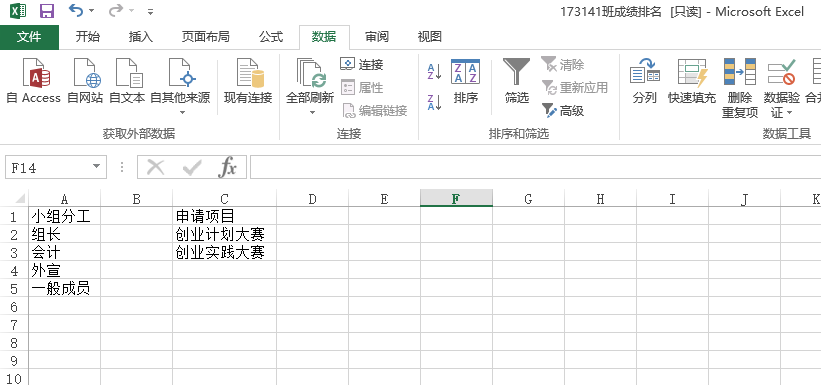 173141班成绩排名 [只读] - Microsoft Excel
文件 开始 插入 页面布局 公式 数据 审阅 视图
自 Access 自网站 自文本 自其他来源 现有连接 全部刷新 连接 属性 编辑链接 排序 筛选 清除 重新应用 高级 分列 快速填充 删除重复项 数据验证
获取外部数据 连接 排序和筛选 数据工具
F14
A B C D E F G H I J K
1 小组分工 申请项目
2 组长 创业计划大赛
3 会计 创业实践大赛
4 外宣
5 一般成员
6
7
8
9
10